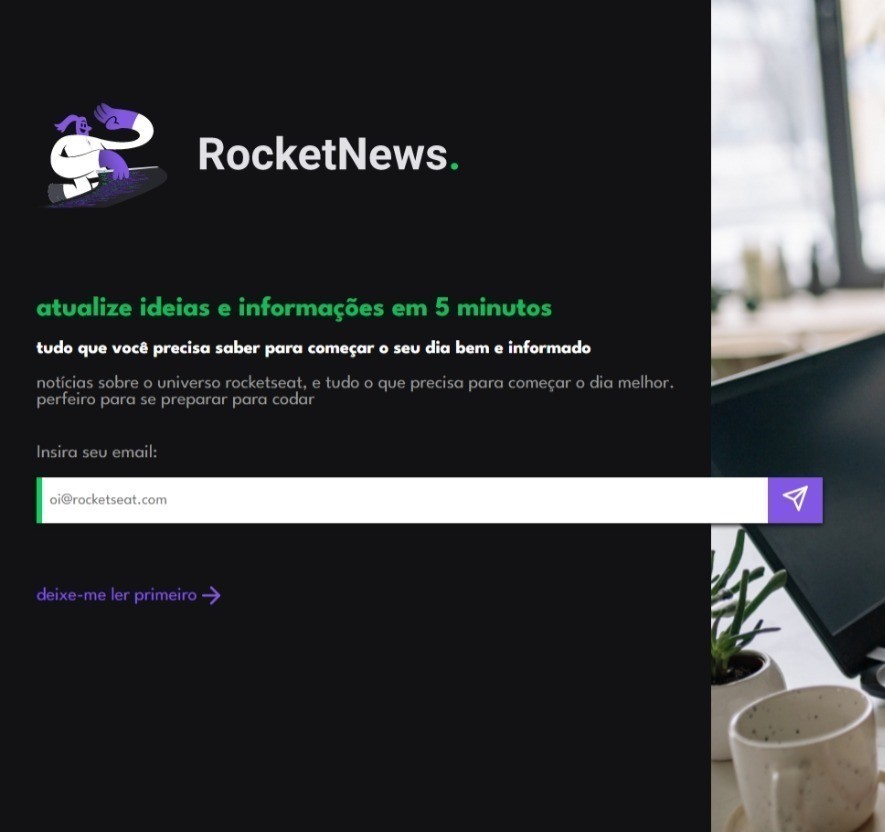 RocketNews.
atualize ideias e informações em 5 minutos
tudo que você precisa saber para começar o seu dia bem e informado
notícias sobre o universo rocketseat, e tudo o que precisa para começar o dia melhor.
perfeiro para se preparar para codar
Insira seu email:
oi@rocketseat.com
deixe-me ler primeiro